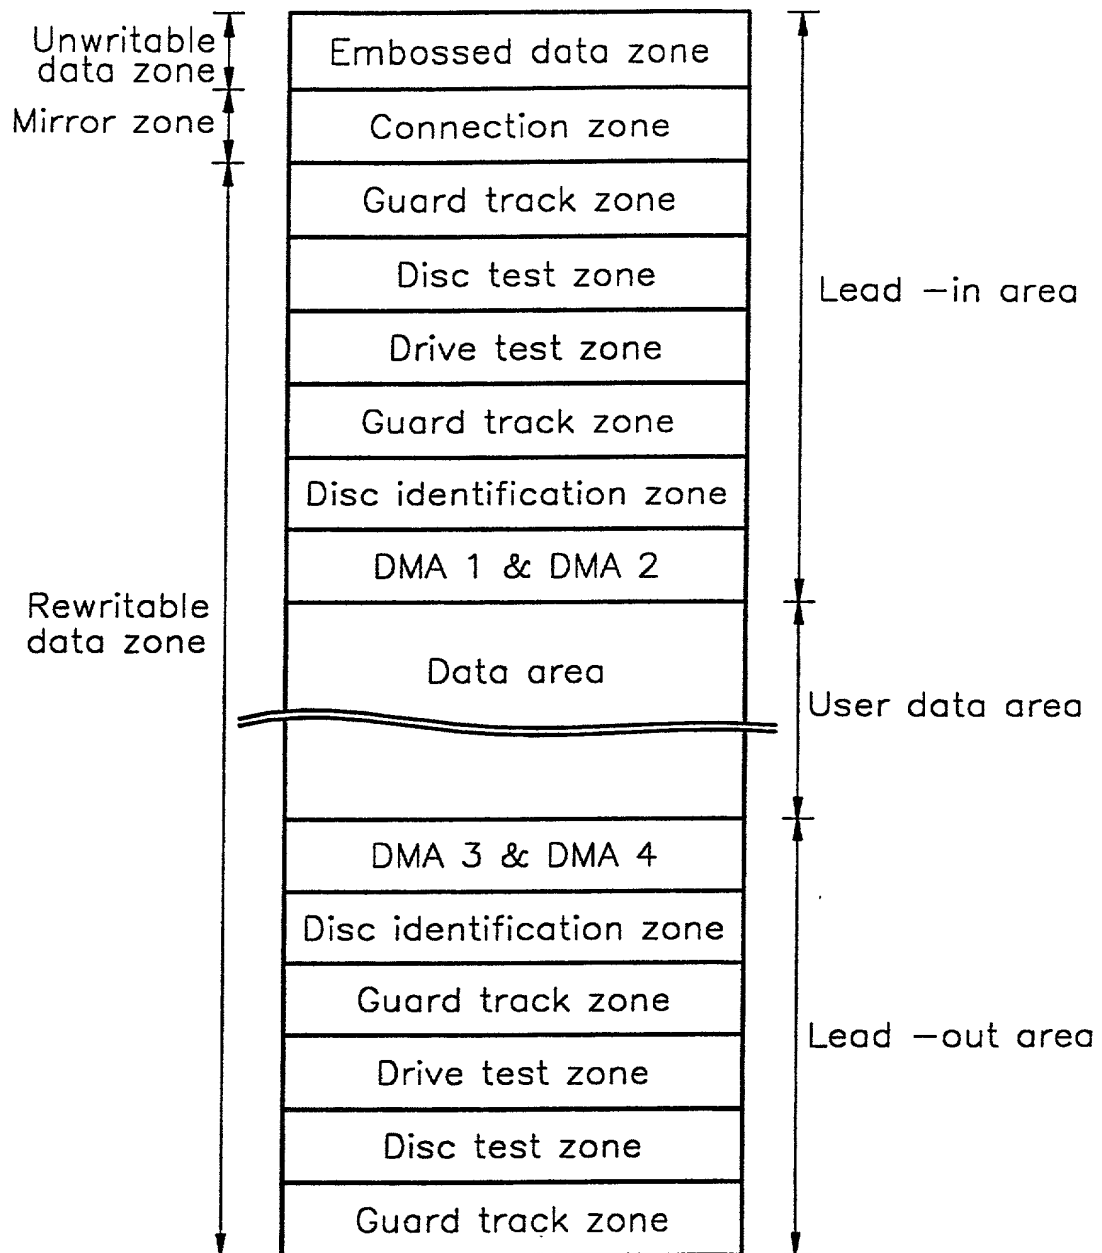 Unwritable
data zone
Embossed data zone
Mirror zone
Connection zone
Guard track zone
Disc test zone
Lead –in area
Drive test zone
Guard track zone
Disc identification zone
DMA 1 & DMA 2
Rewritable
data zone
Data area
User data area
DMA 3 & DMA 4
Disc identification zone
Guard track zone
Lead –out area
Drive test zone
Disc test zone
Guard track zone